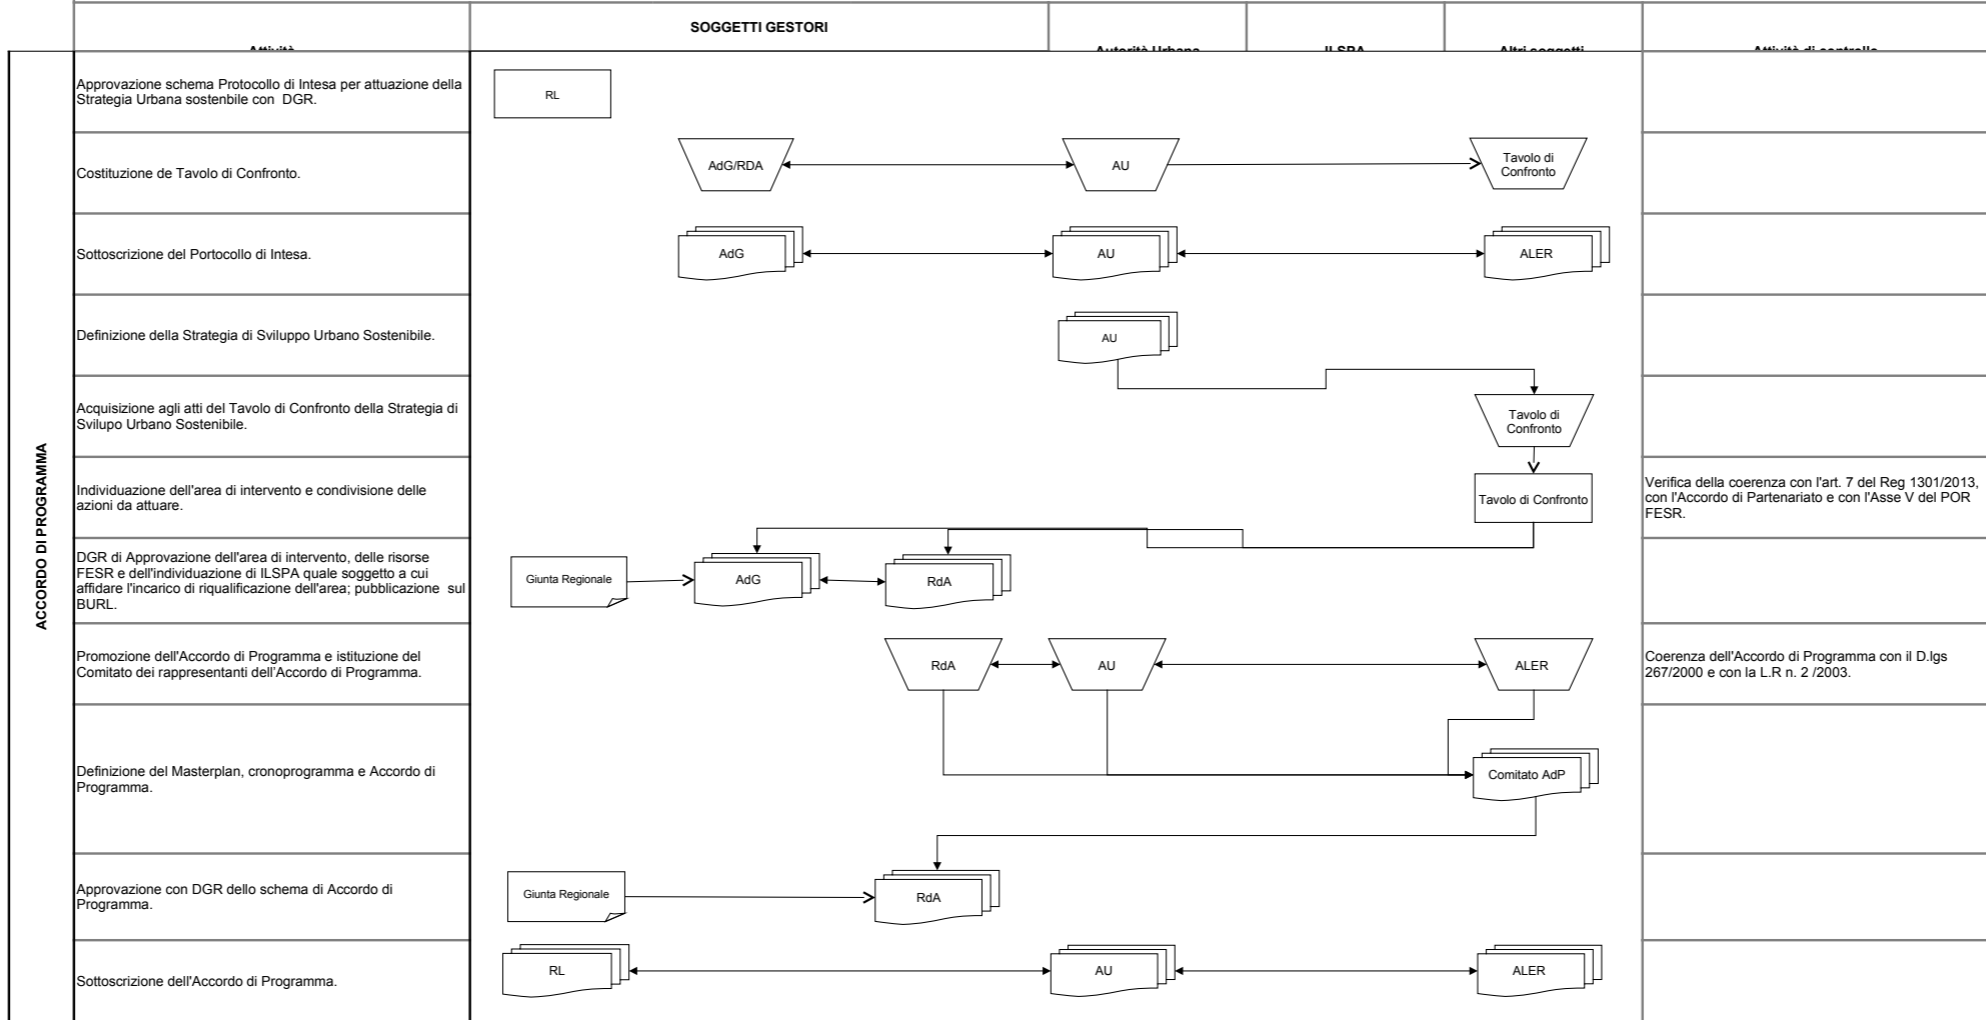 SOGGETTI GESTORI
Attività
Autorità Urbana
ILSPA
Altri soggetti
Attività di controllo
ACCORDO DI PROGRAMMA
Approvazione schema Protocollo di Intesa per attuazione della
Strategia Urbana sostenbile con DGR.
RL
Costituzione de Tavolo di Confronto.
AdG/RDA
AU
Tavolo di
Confronto
Sottoscrizione del Portocollo di Intesa.
AdG
AU
ALER
Definizione della Strategia di Sviluppo Urbano Sostenibile.
AU
Acquisizione agli atti del Tavolo di Confronto della Strategia di
Svilupo Urbano Sostenibile.
Tavolo di
Confronto
Individuazione dell'area di intervento e condivisione delle
azioni da attuare.
Tavolo di Confronto
Verifica della coerenza con l'art. 7 del Reg 1301/2013,
con l'Accordo di Partenariato e con l'Asse V del POR
FESR.
DGR di Approvazione dell'area di intervento, delle risorse
FESR e dell'individuazione di ILSPA quale soggetto a cui
affidare l'incarico di riqualificazione dell'area; pubblicazione sul
BURL.
Giunta Regionale
AdG
RdA
Promozione dell'Accordo di Programma e istituzione del
Comitato dei rappresentanti dell'Accordo di Programma.
RdA
AU
ALER
Coerenza dell'Accordo di Programma con il D.lgs
267/2000 e con la L.R n. 2 /2003.
Definizione del Masterplan, cronoprogramma e Accordo di
Programma.
Comitato AdP
Approvazione con DGR dello schema di Accordo di
Programma.
Giunta Regionale
RdA
Sottoscrizione dell'Accordo di Programma.
RL
AU
ALER